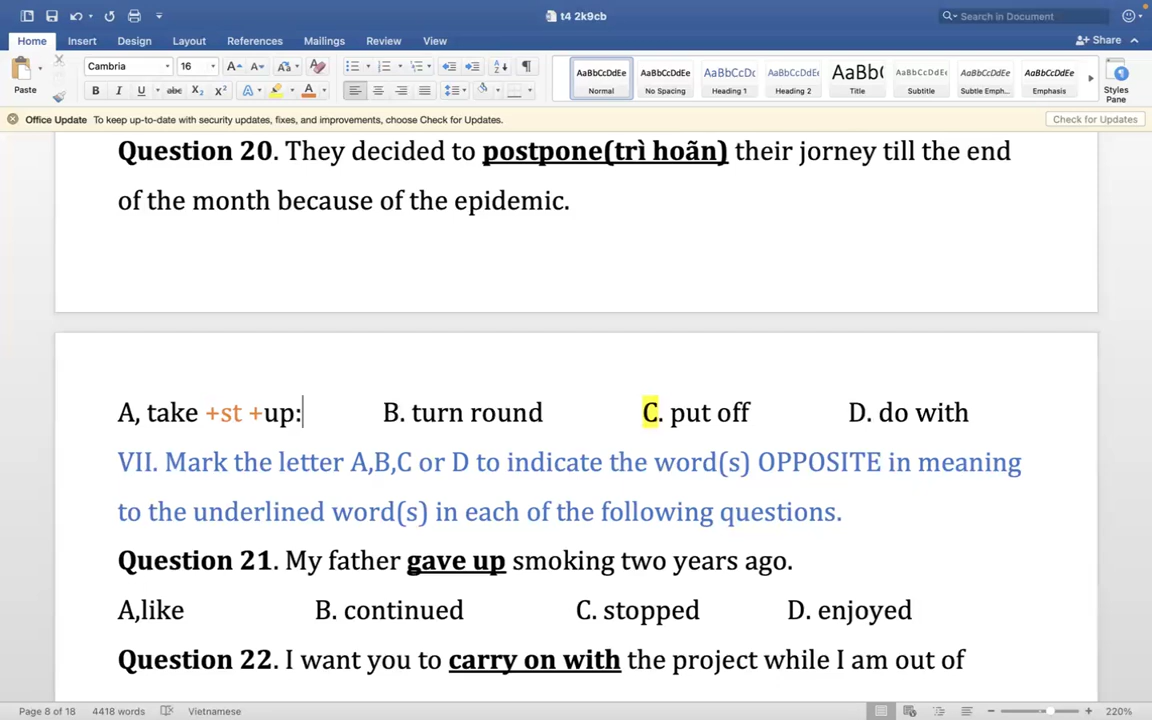 t4 2k9cb
Search in Document
Home Insert Design Layout References Mailings Review View
Share
Paste
Cambria 16
AaBbCcDdEe AaBbCcDdEe AaBbCcDc AaBbCcDdEe AaBbC AaBbCcDdEe AaBbCcDdEe AaBbCcDdEe
Normal No Spacing Heading 1 Heading 2 Title Subtitle Subtle Emph... Emphasis
Styles
Pane
Office Update To keep up-to-date with security updates, fixes, and improvements, choose Check for Updates.
Check for Updates
Question 20. They decided to postpone(trì hoãn) their jorney till the end
of the month because of the epidemic.
A, take +st +up: B. turn round C. put off D. do with
VII. Mark the letter A,B,C or D to indicate the word(s) OPPOSITE in meaning
to the underlined word(s) in each of the following questions.
Question 21. My father gave up smoking two years ago.
A,like B. continued C. stopped D. enjoyed
Question 22. I want you to carry on with the project while I am out of
Page 8 of 18 4418 words Vietnamese 220%